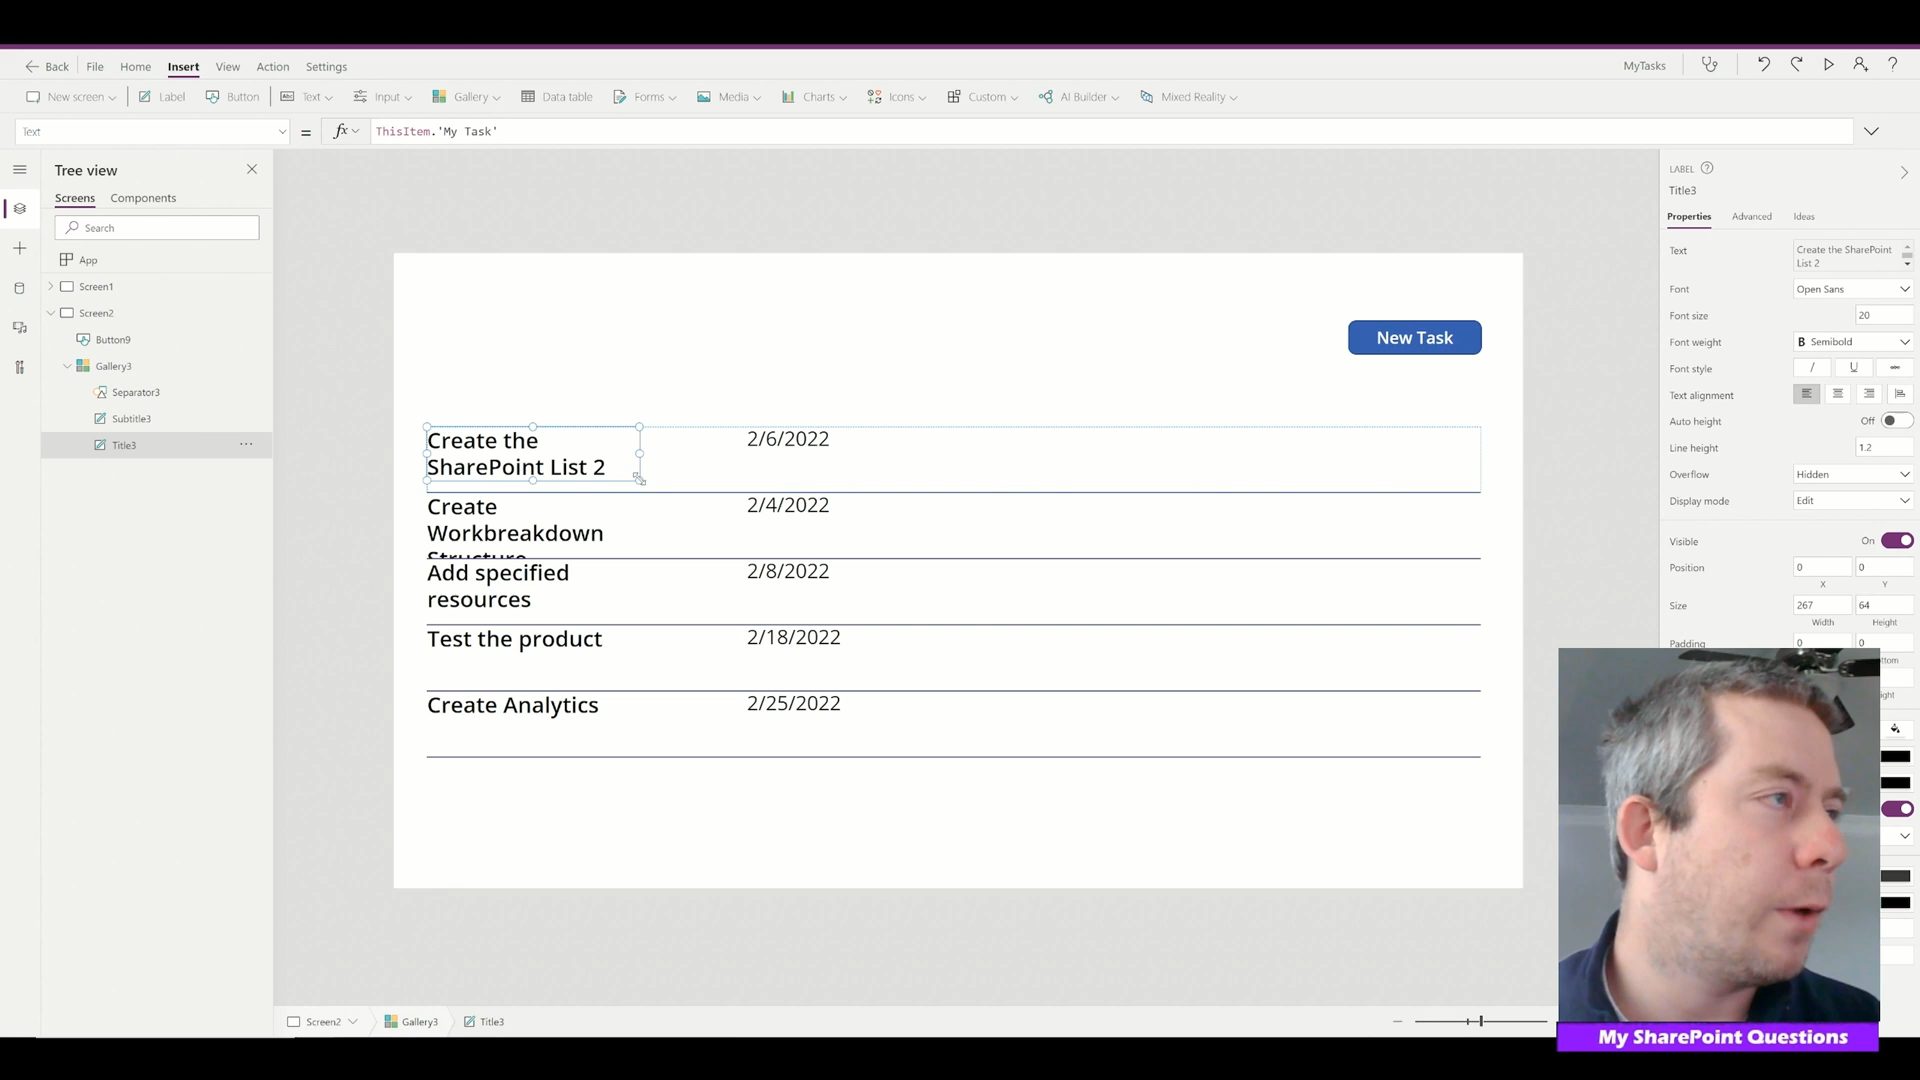 Back File Home Insert View Action Settings MyTasks ?
New screen Label Button Abc Text Input Gallery Data table Forms Media Charts Icons Custom AI Builder Mixed Reality
Text = fx ThisItem.'My Task'
Tree view
Screens Components
Search
App
Screen1
Screen2
Button9
Gallery3
Separator3
Subtitle3
Title3 ...
New Task
Create the
SharePoint List 2
2/6/2022
Create
Workbreakdown
Structure
2/4/2022
Add specified
resources
2/8/2022
Test the product
2/18/2022
Create Analytics
2/25/2022
LABEL ?
Title3
Properties Advanced Ideas
Text Create the SharePoint
List 2
Font Open Sans
Font size 20
Font weight B Semibold
Font style / U abc
Text alignment
Auto height Off
Line height 1.2
Overflow Hidden
Display mode Edit
Visible On
Position 0 0
X Y
Size 267 64
Width Height
Padding 0 0
ttom
ight
Screen2 Gallery3 Title3
My SharePoint Questions